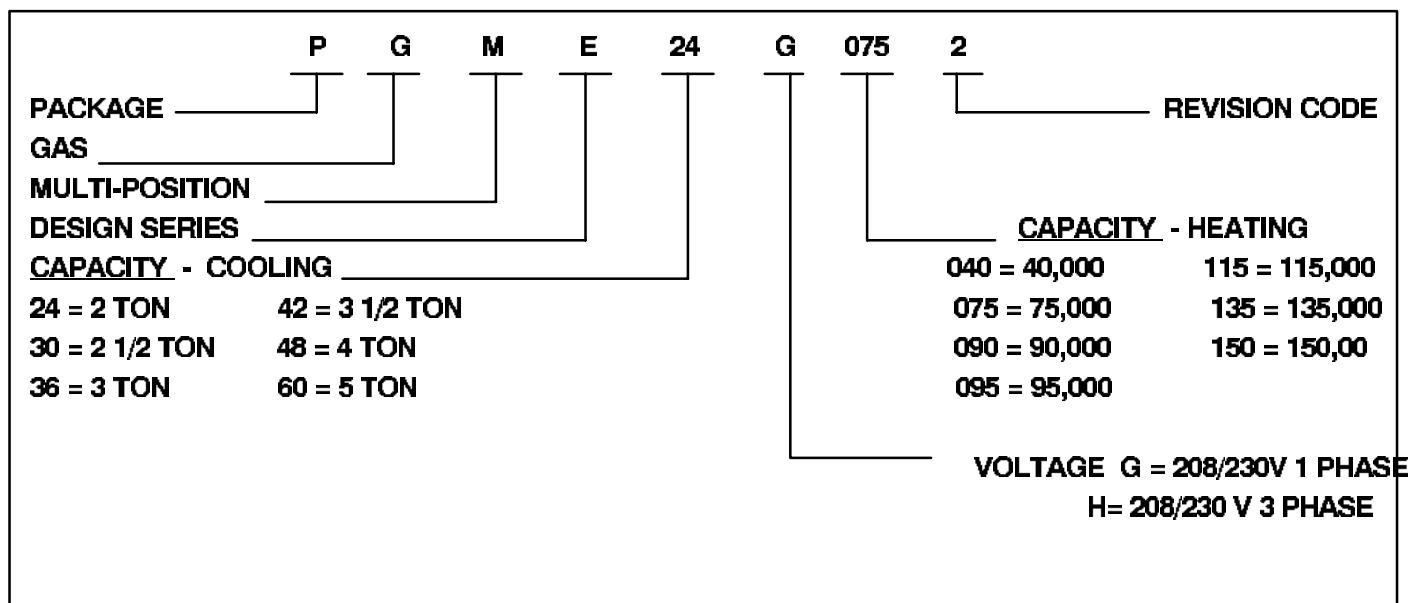 P G M E 24 G 075 2
PACKAGE
REVISION CODE
GAS
MULTI-POSITION
DESIGN SERIES
CAPACITY - HEATING
CAPACITY - COOLING
040 = 40,000 115 = 115,000
24 = 2 TON 42 = 3 1/2 TON
075 = 75,000 135 = 135,000
30 = 2 1/2 TON 48 = 4 TON
090 = 90,000 150 = 150,00
36 = 3 TON 60 = 5 TON
095 = 95,000
VOLTAGE G = 208/230V 1 PHASE
H= 208/230 V 3 PHASE